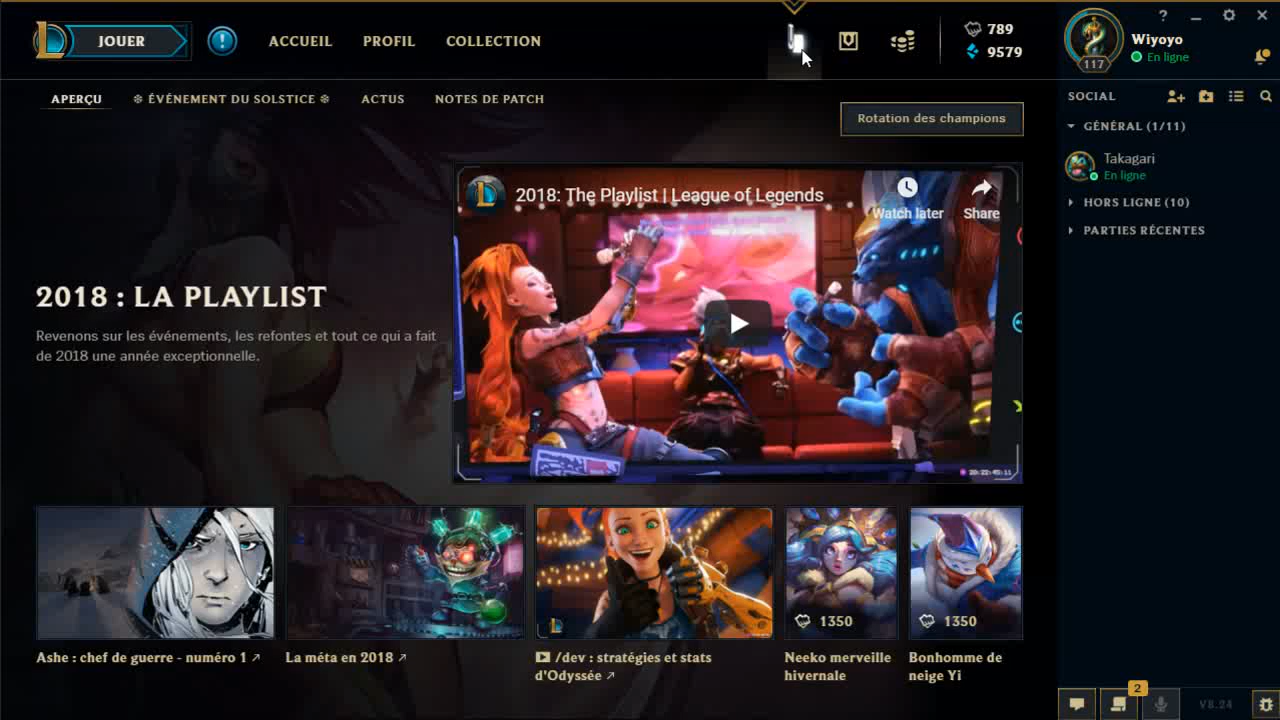 JOUER
ACCUEIL
PROFIL
COLLECTION
789
9579
?
Wiyoyo
117
En ligne
APERÇU
ÉVÉNEMENT DU SOLSTICE
ACTUS
NOTES DE PATCH
Rotation des champions
SOCIAL
GÉNÉRAL (1/11)
Takagari
En ligne
HORS LIGNE (10)
PARTIES RÉCENTES
2018: The Playlist | League of Legends
Watch later
Share
20:22:45:11
2018 : LA PLAYLIST
Revenons sur les événements, les refontes et tout ce qui a fait
de 2018 une année exceptionnelle.
1350
1350
Ashe : chef de guerre - numéro 1 ↗
La méta en 2018 ↗
/dev : stratégies et stats
d'Odyssée ↗
Neeko merveille
hivernale
Bonhomme de
neige Yi
2
V8.24